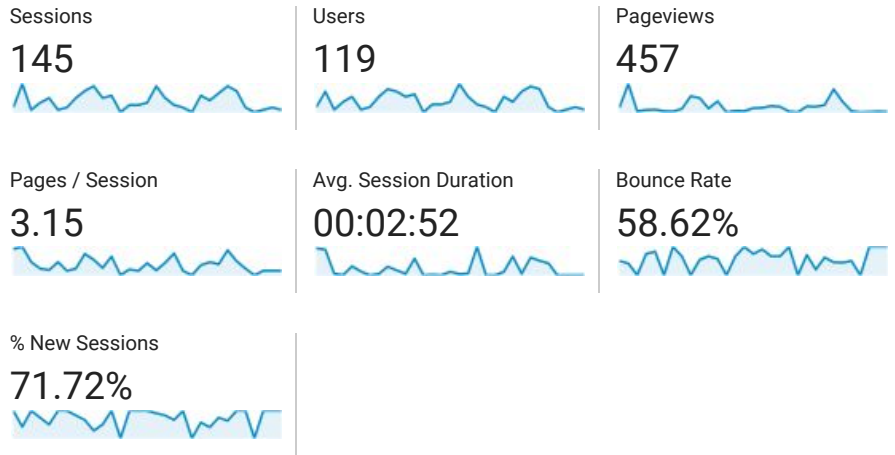 Sessions
145
Users
119
Pageviews
457
Pages / Session
3.15
Avg. Session Duration
00:02:52
Bounce Rate
58.62%
% New Sessions
71.72%